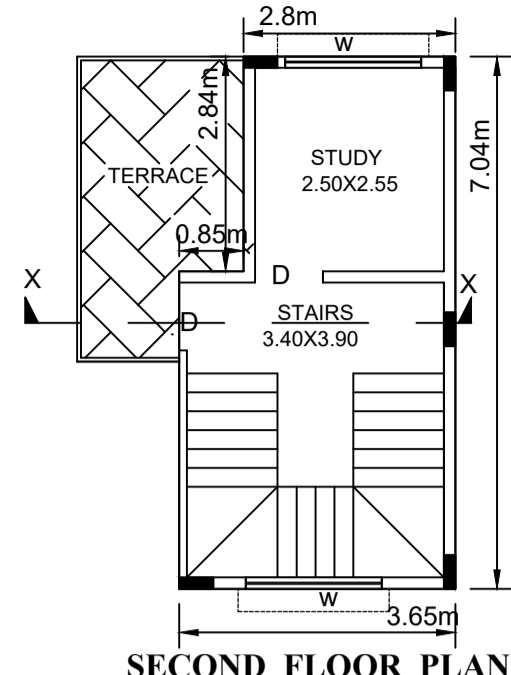 2.8m
W
2.84m
7.04m
STUDY
2.50X2.55
TERRACE
0.85m
X
D
X
D
STAIRS
3.40X3.90
W
3.65m
SECOND FLOOR PLAN